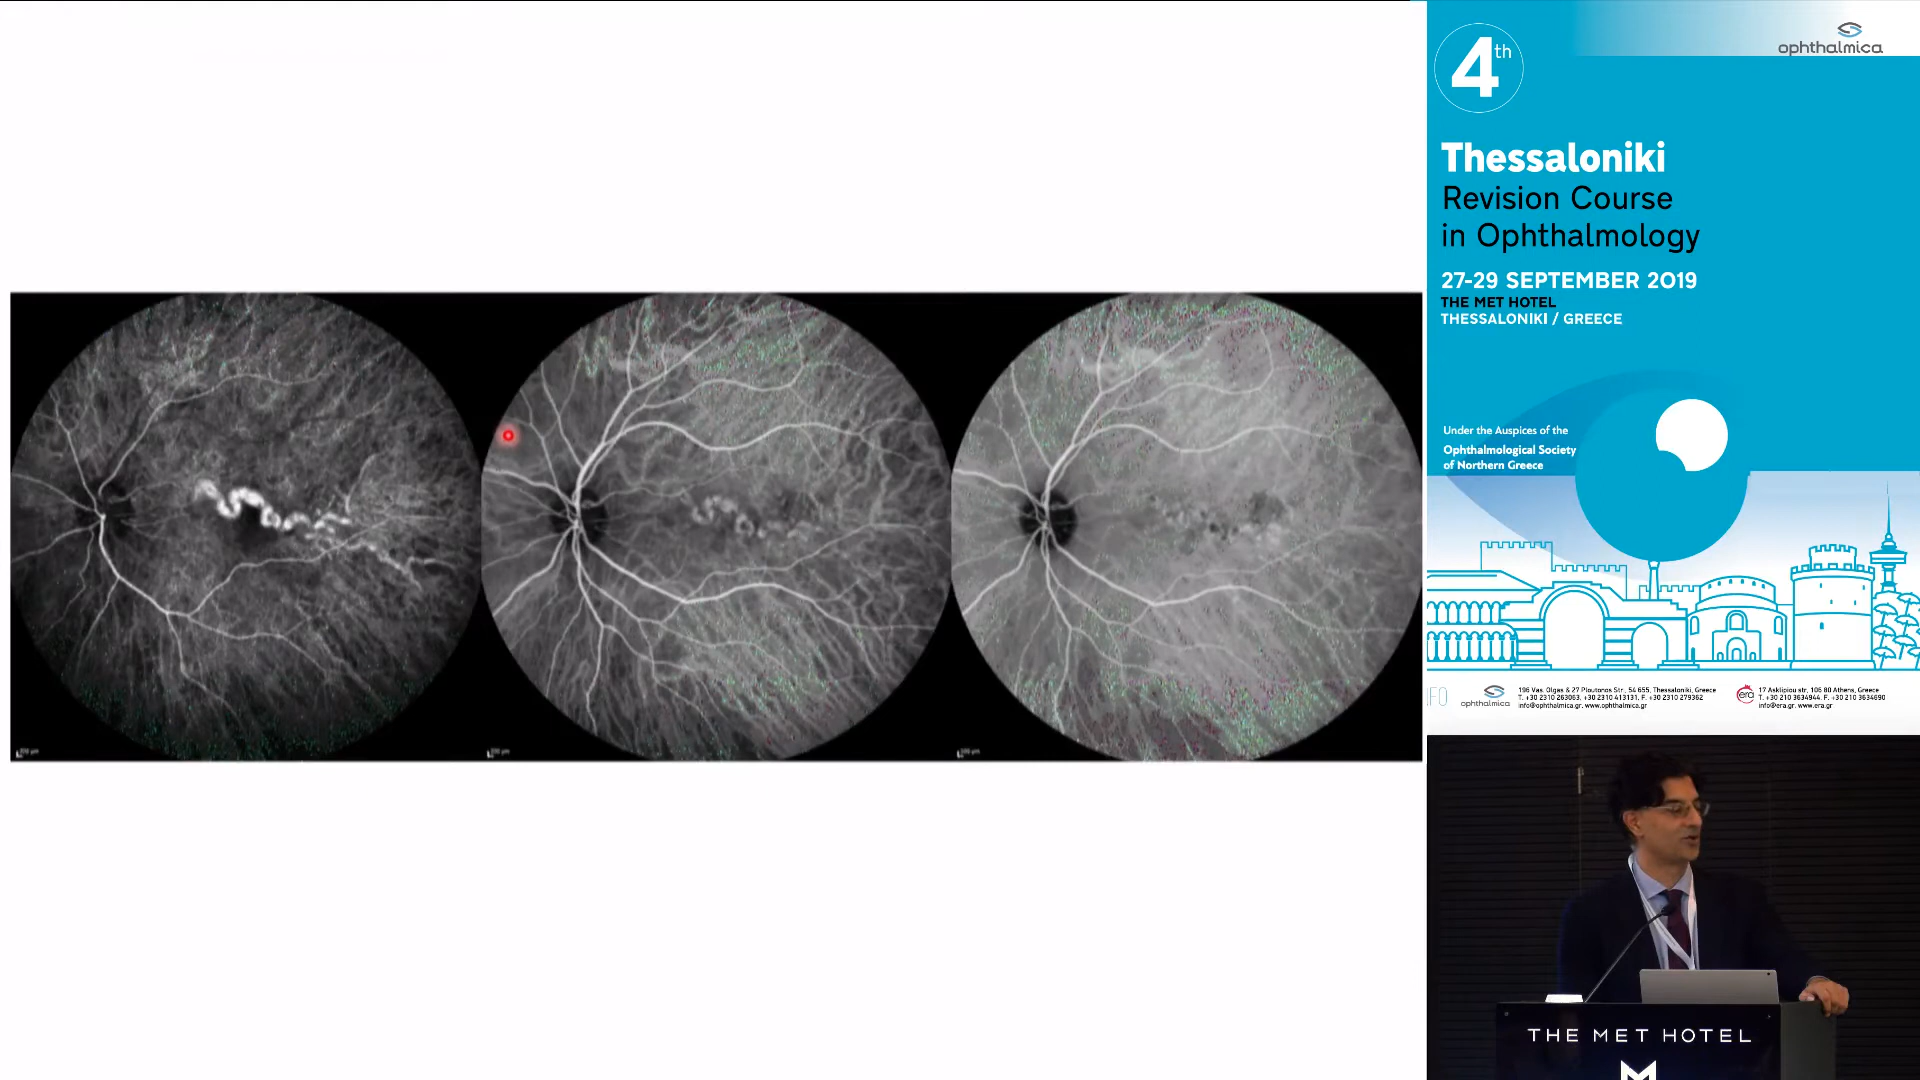 4th
ophthalmica
Thessaloniki
Revision Course
in Ophthalmology
27-29 SEPTEMBER 2019
THE MET HOTEL
THESSALONIKI / GREECE
Under the Auspices of the
Ophthalmological Society
of Northern Greece
ophthalmica
196 Vas. Olgas & 27 Ploutonos Str., 54 655, Thessaloniki, Greece
T. +30 2310 263063, +30 2310 413131, F. +30 2310 279362
info@ophthalmica.gr, www.ophthalmica.gr
era
17 Asklipiou str, 106 80 Athens, Greece
T. +30 210 3634944, F. +30 210 3634690
info@era.gr, www.era.gr
THE MET HOTEL
M